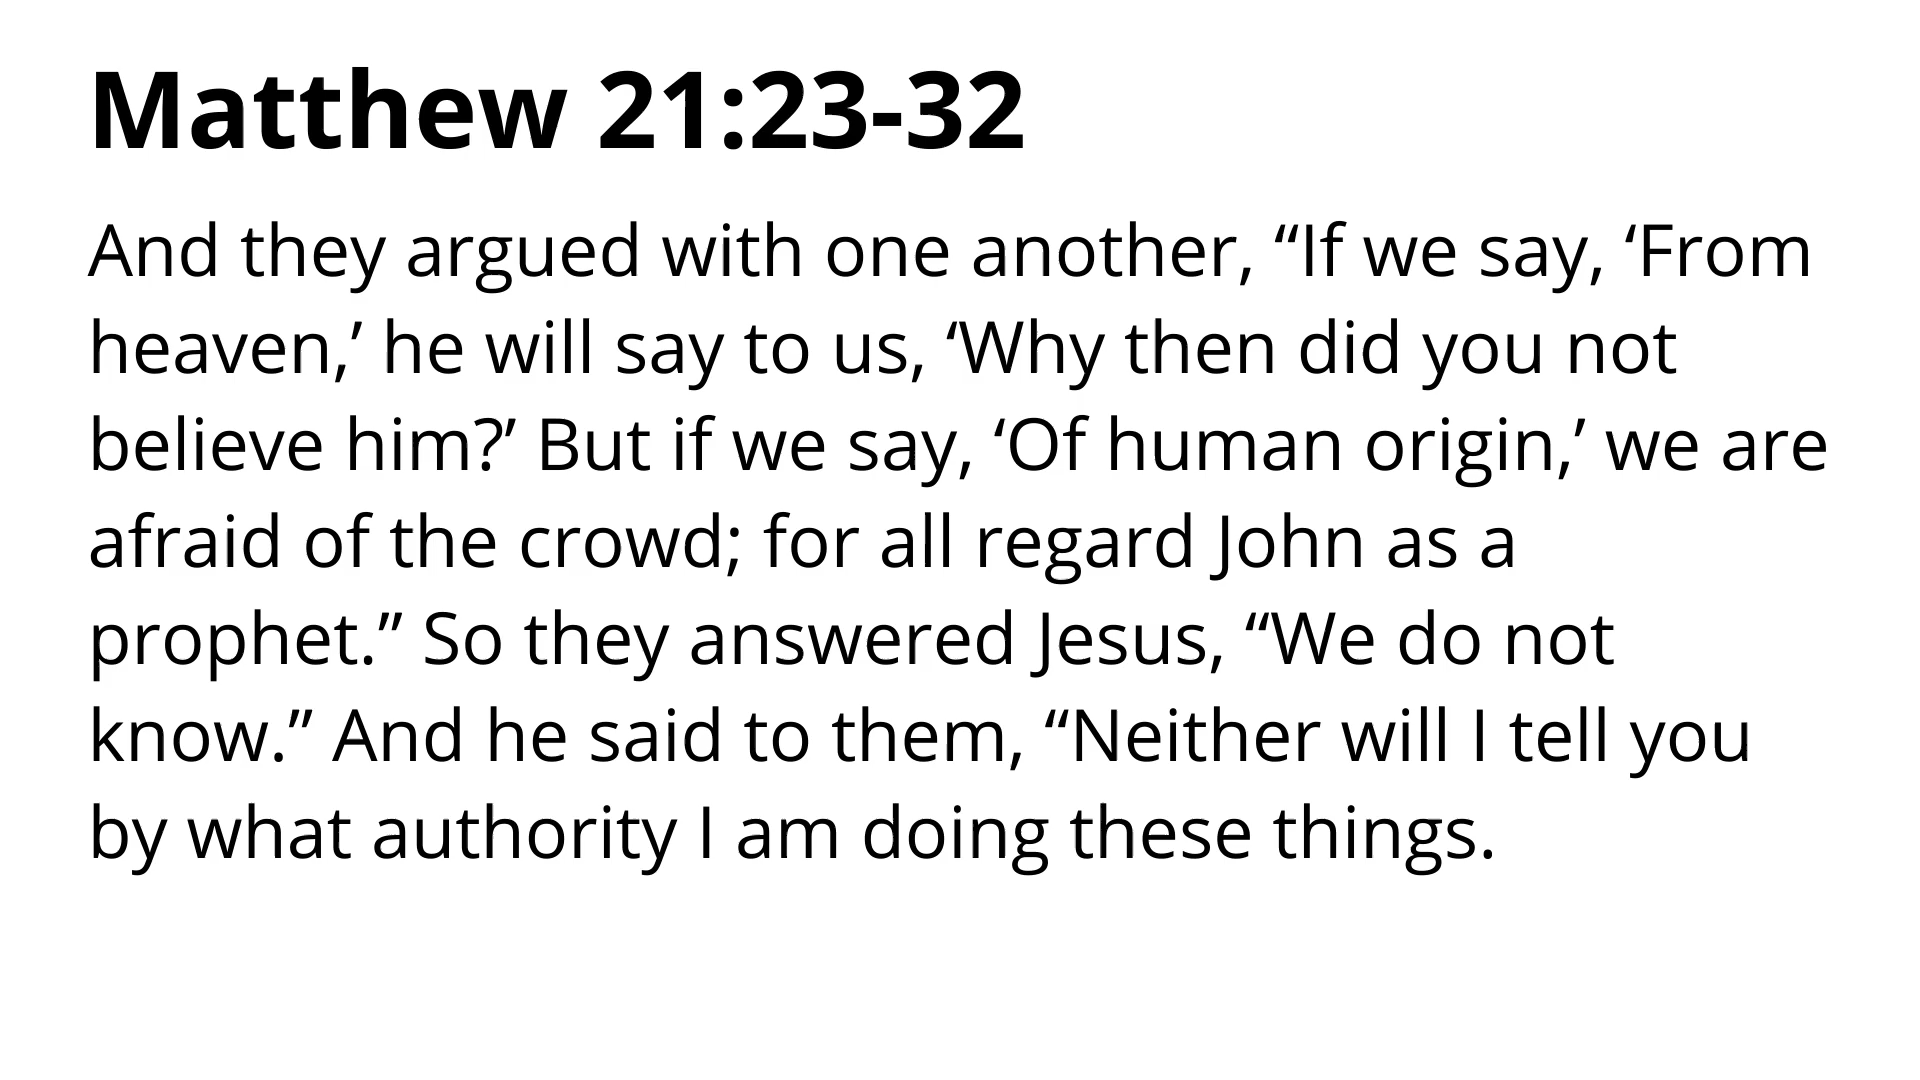 Matthew 21:23-32
And they argued with one another, “If we say, ‘From
heaven,’ he will say to us, ‘Why then did you not
believe him?’ But if we say, ‘Of human origin,’ we are
afraid of the crowd; for all regard John as a
prophet.” So they answered Jesus, “We do not
know.” And he said to them, “Neither will I tell you
by what authority I am doing these things.